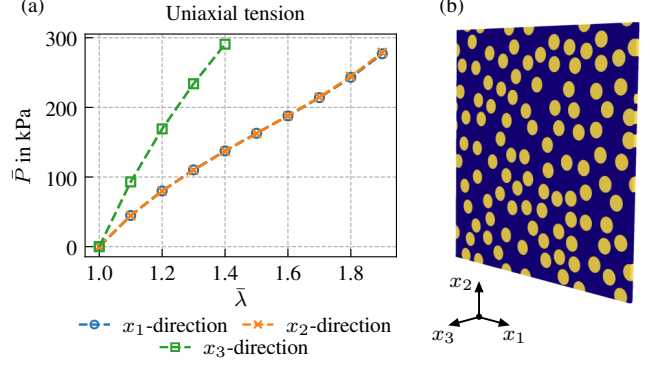 (a)
Uniaxial tension
300
200
100
0
P̄ in kPa
1.0 1.2 1.4 1.6 1.8
λ̄
x₁-direction x₂-direction
x₃-direction
(b)
x₂
x₃ x₁